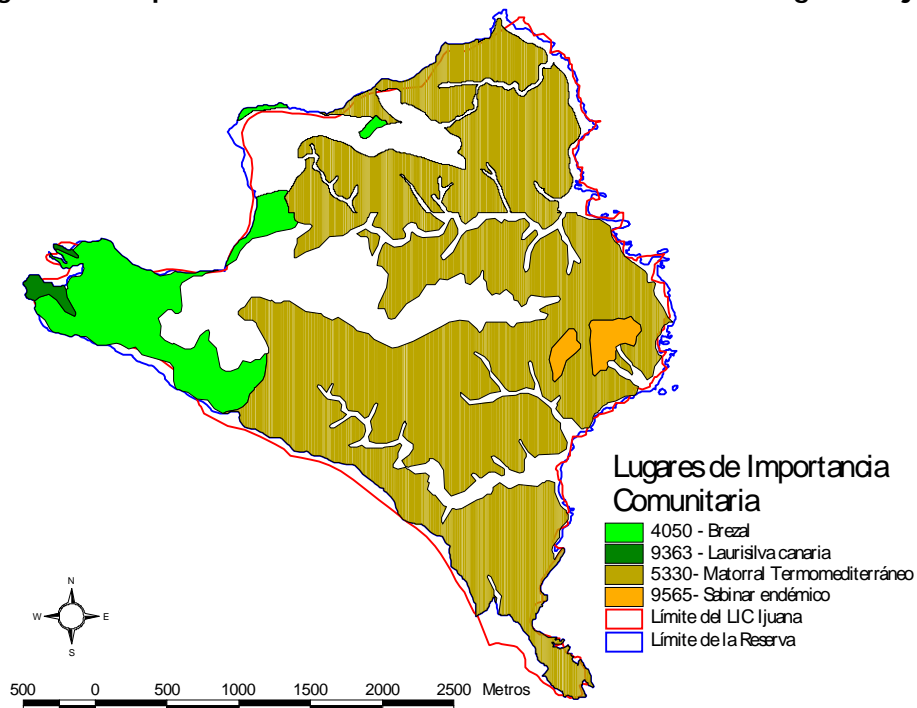 Lugares de Importancia
Comunitaria
4050 - Brezal
9363 - Laurisilva canaria
5330- Matorral Termomediterráneo
9565- Sabinar endémico
Límite del LIC Ijuana
Límite de la Reserva
N
W E
S
500 0 500 1000 1500 2000 2500 Metros